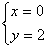 x = 0
y = 2